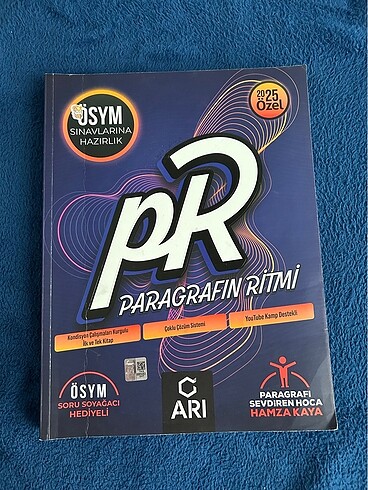 ÖSYM
SINAVLARINA
HAZIRLIK
2025
Özel
pR
PARAGRAFIN RİTMİ
Kondisyon Çalışmaları Kurgulu
İlk ve Tek Kitap
Çoklu Çözüm Sistemi
YouTube Kamp Destekli
ÖSYM
SORU SOYAĞACI
HEDİYELİ
ARI
PARAGRAFI
SEVDİREN HOCA
HAMZA KAYA